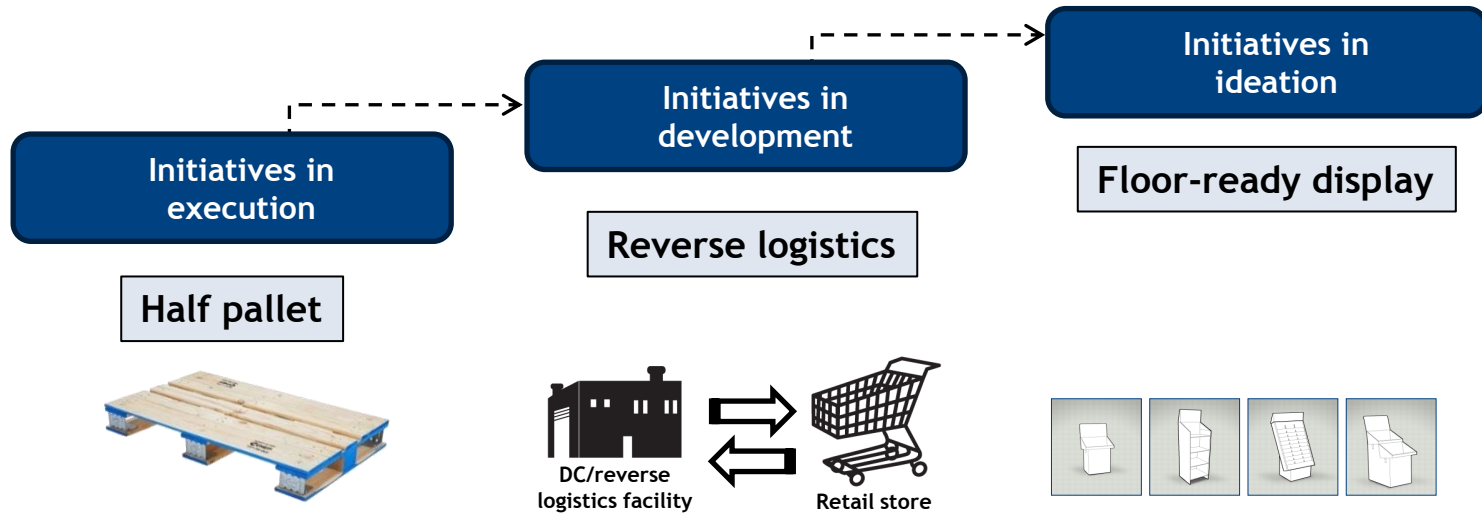 Initiatives in
execution
Half pallet
Initiatives in
development
Reverse logistics
DC/reverse
logistics facility
Retail store
Initiatives in
ideation
Floor-ready display